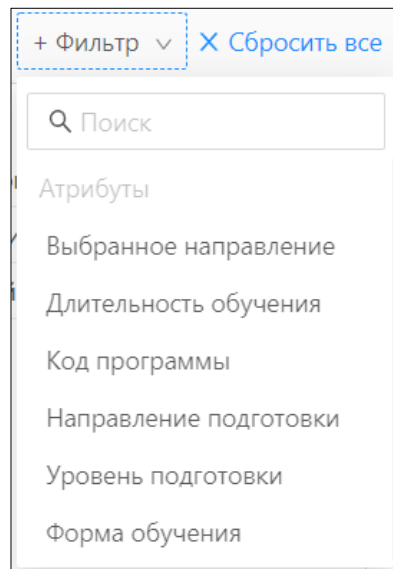 + Фильтр Сбросить все
Поиск
Атрибуты
Выбранное направление
Длительность обучения
Код программы
Направление подготовки
Уровень подготовки
Форма обучения